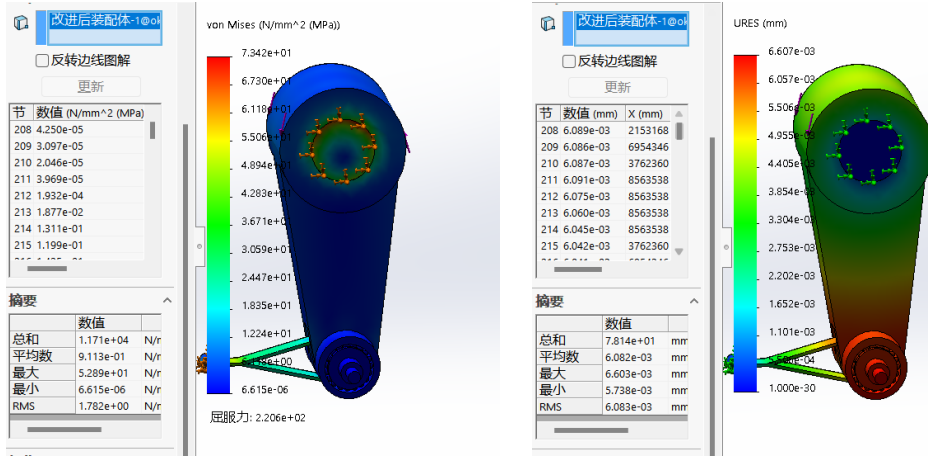 改进后装配体-1@ok
反转边线图解
更新
节 数值 (N/mm^2 (MPa)
208 4.250e-05
209 3.097e-05
210 2.046e-05
211 3.969e-05
212 1.932e-04
213 1.877e-02
214 1.311e-01
215 1.199e-01
摘要
数值
总和 1.171e+04 N/r
平均数 9.113e-01 N/r
最大 5.289e+01 N/r
最小 6.615e-06 N/r
RMS 1.782e+00 N/r
von Mises (N/mm^2 (MPa))
7.342e+01
6.730e+01
6.118e+01
5.506e+01
4.894e+01
4.283e+01
3.671e+01
3.059e+01
2.447e+01
1.835e+01
1.224e+01
6.615e-06
屈服力: 2.206e+02
改进后装配体-1@ok
反转边线图解
更新
节 数值 (mm) X (mm)
208 6.089e-03 2153168
209 6.086e-03 6954346
210 6.087e-03 3762360
211 6.091e-03 8563538
212 6.075e-03 8563538
213 6.060e-03 8563538
214 6.045e-03 8563538
215 6.042e-03 3762360
摘要
数值
总和 7.814e+01 mm
平均数 6.082e-03 mm
最大 6.603e-03 mm
最小 5.738e-03 mm
RMS 6.083e-03 mm
URES (mm)
6.607e-03
6.057e-03
5.506e-03
4.955e-03
4.405e-03
3.854e-03
3.304e-03
2.753e-03
2.202e-03
1.652e-03
1.101e-03
1.000e-30